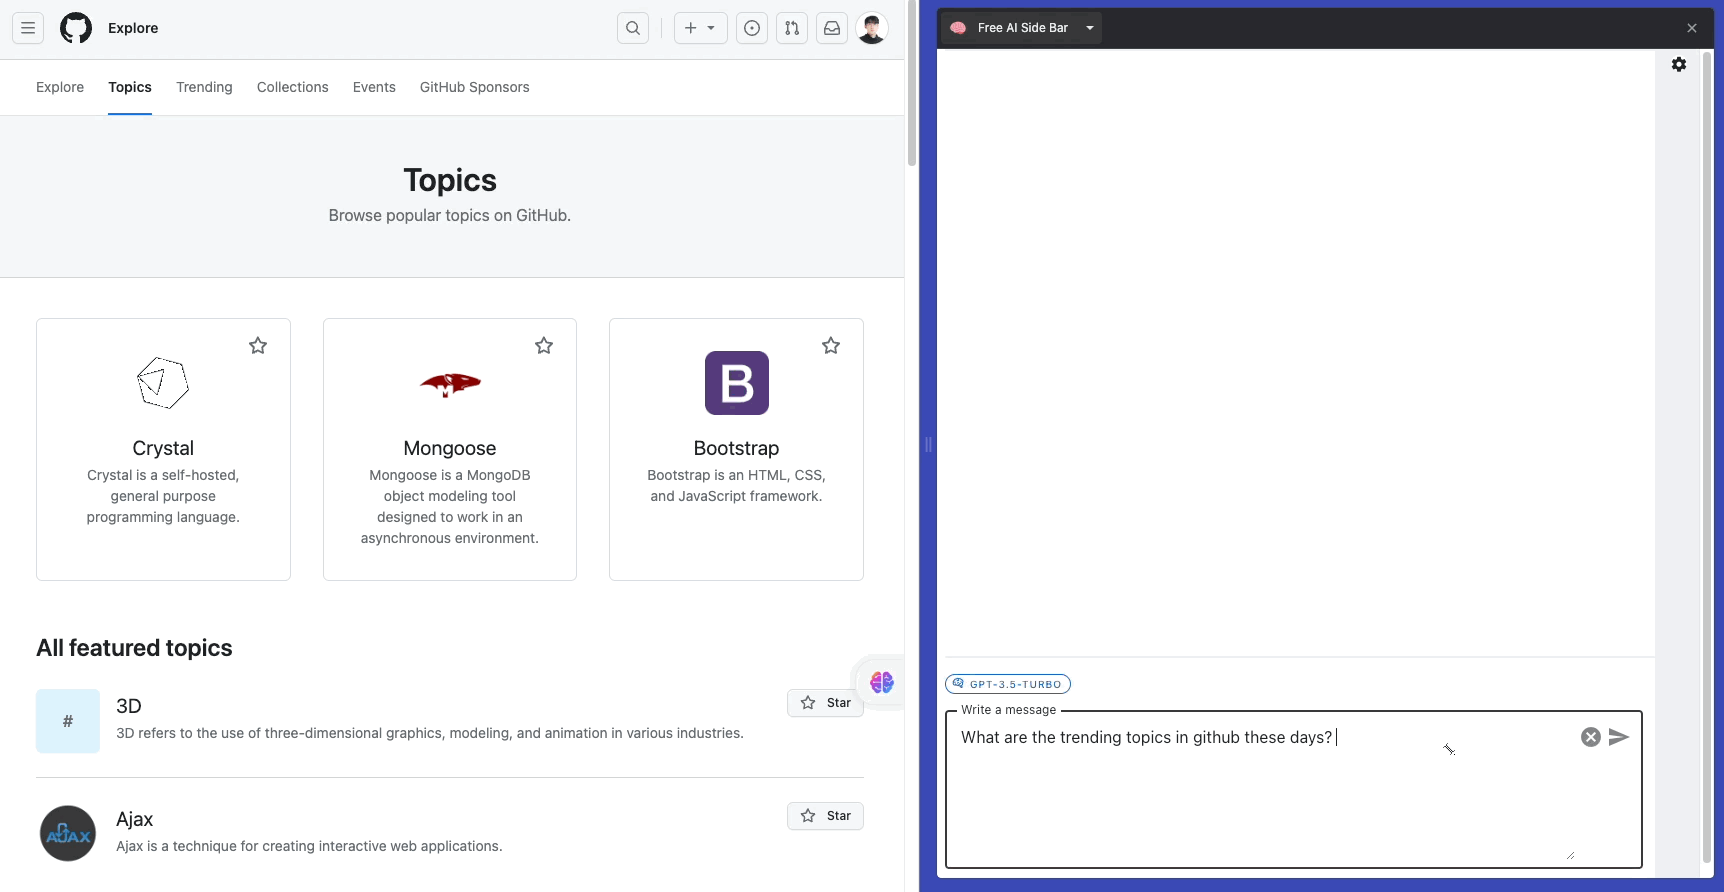 Explore
Explore Topics Trending Collections Events GitHub Sponsors
Topics
Browse popular topics on GitHub.
Crystal
Crystal is a self-hosted,
general purpose
programming language.
Mongoose
Mongoose is a MongoDB
object modeling tool
designed to work in an
asynchronous environment.
B
Bootstrap
Bootstrap is an HTML, CSS,
and JavaScript framework.
All featured topics
#
3D
3D refers to the use of three-dimensional graphics, modeling, and animation in various industries.
Star
AJAX
Ajax
Ajax is a technique for creating interactive web applications.
Star
Free AI Side Bar
GPT-3.5-TURBO
Write a message
What are the trending topics in github these days?